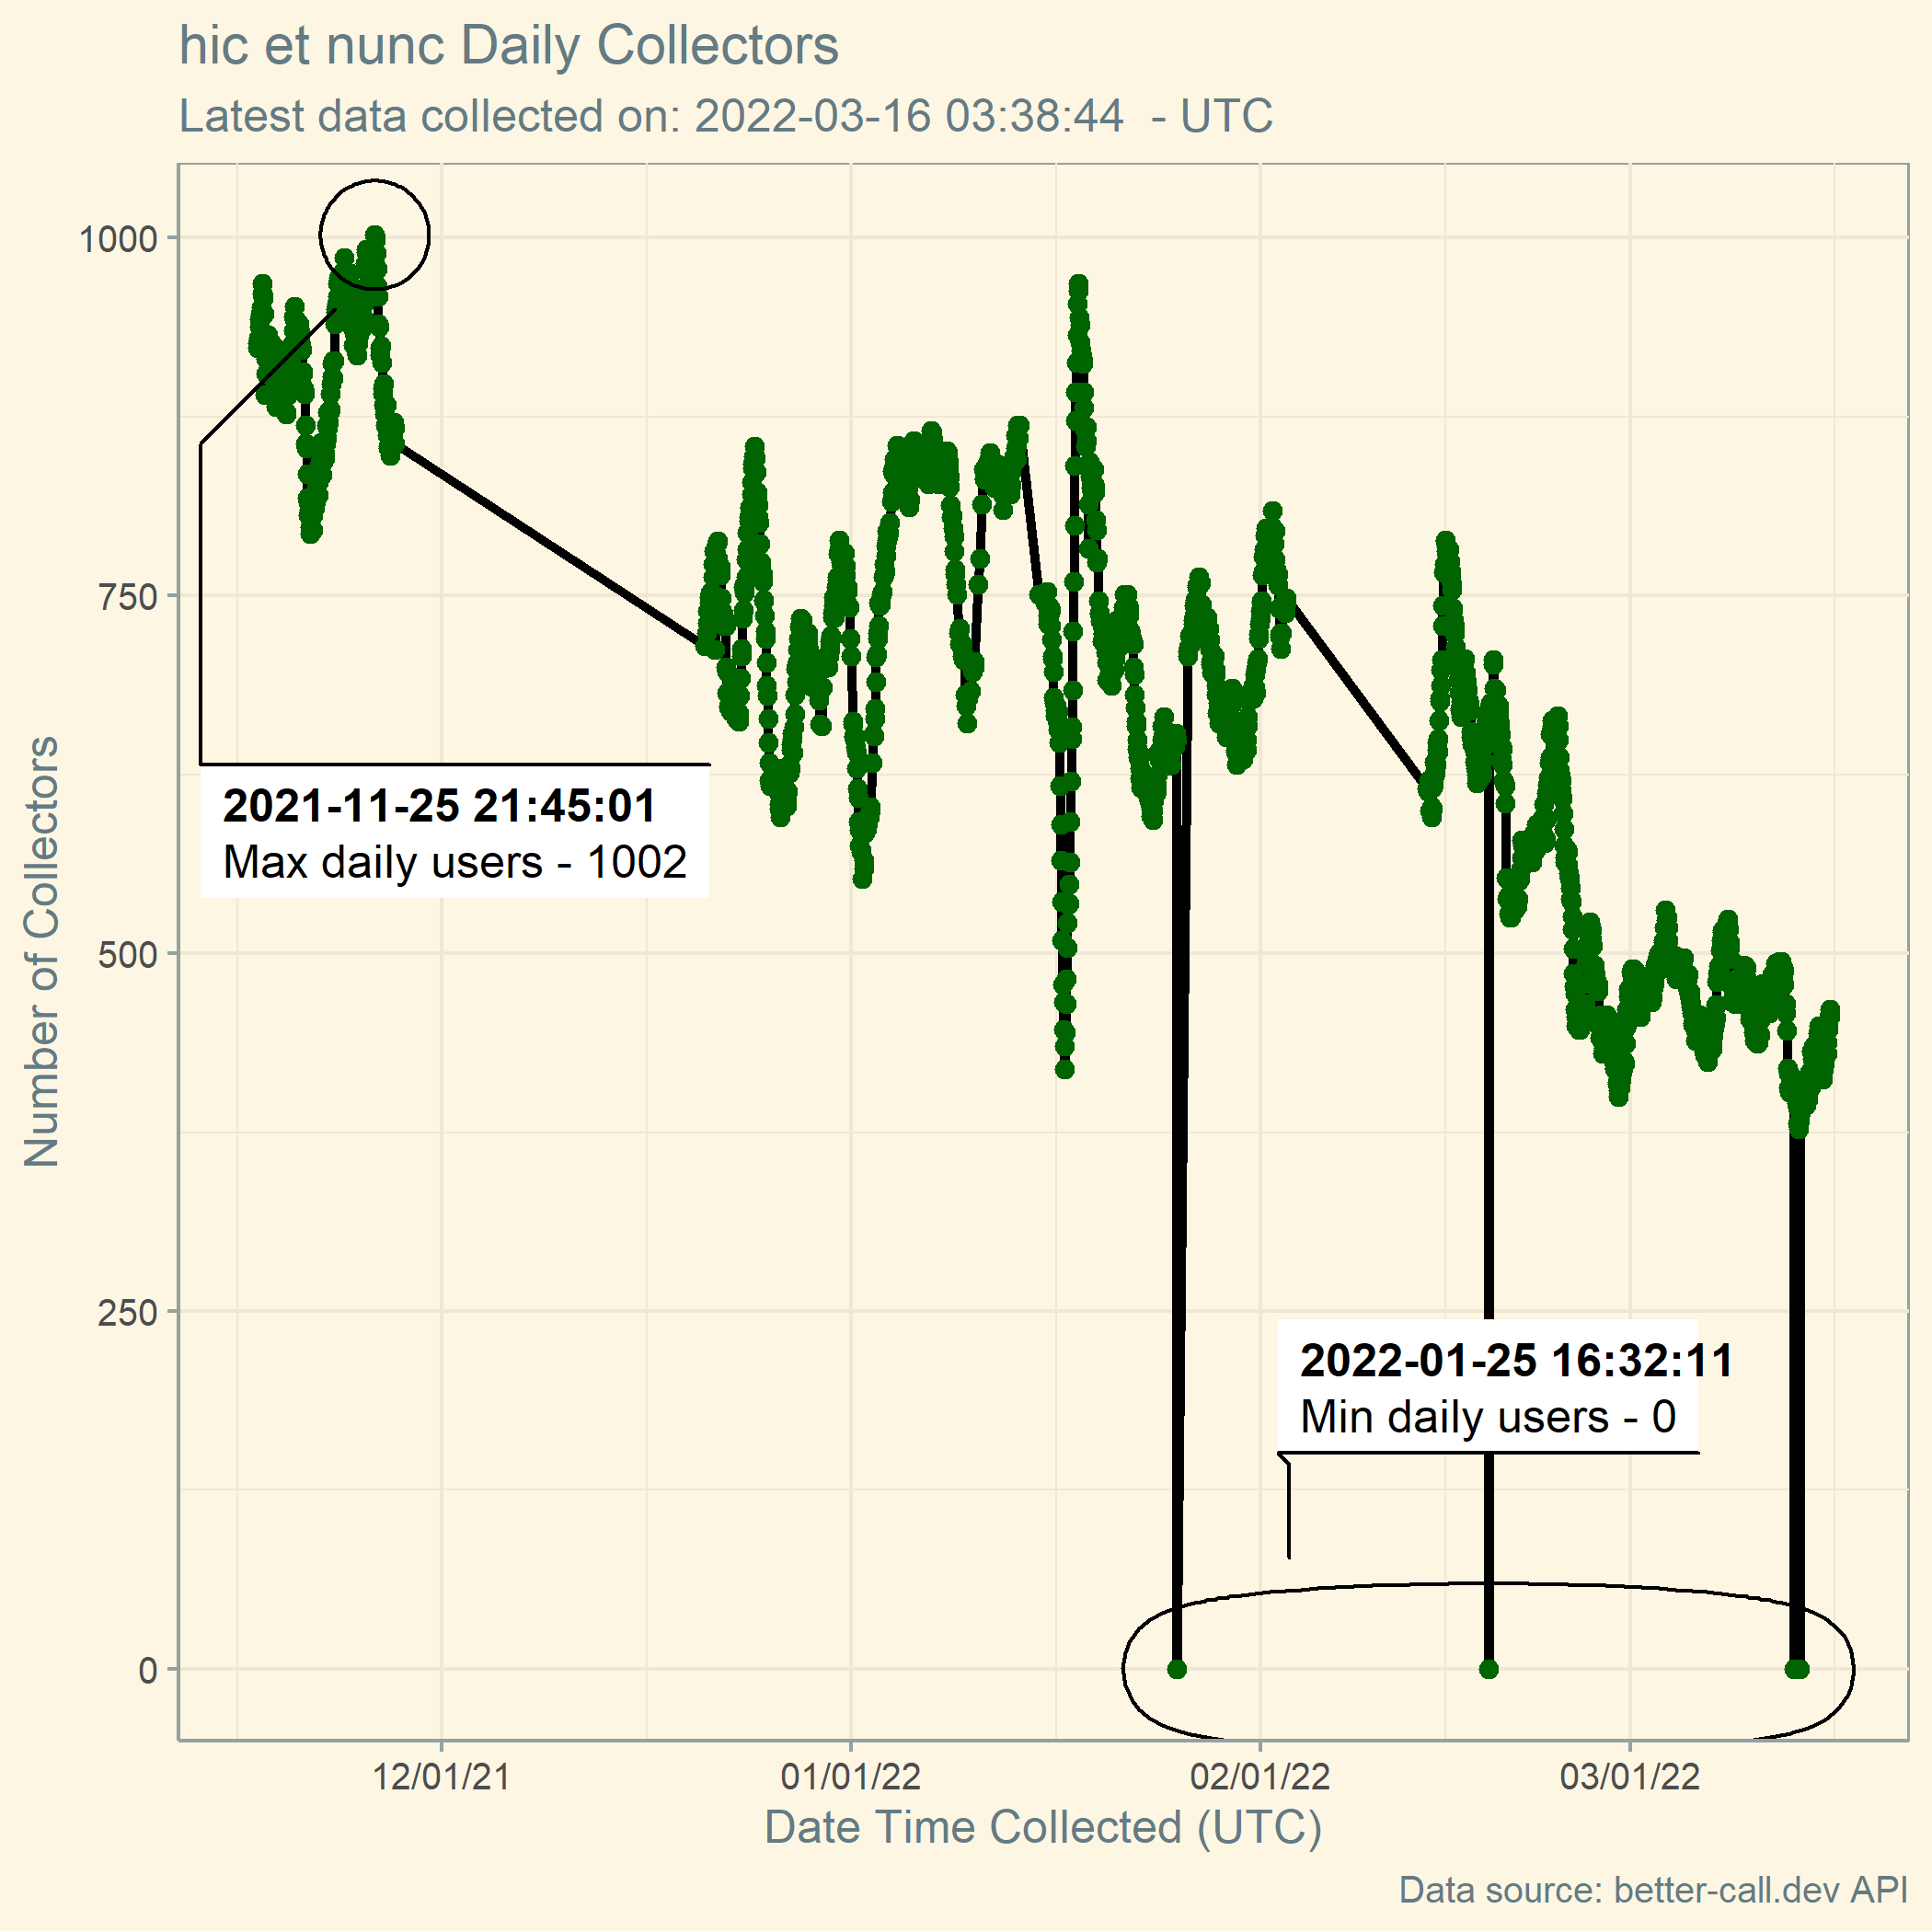 hic et nunc Daily Collectors
Latest data collected on: 2022-03-16 03:38:44  - UTC
Number of Collectors
1000
750
500
250
0
2021-11-25 21:45:01
Max daily users - 1002
2022-01-25 16:32:11
Min daily users - 0
12/01/21
01/01/22
02/01/22
03/01/22
Date Time Collected (UTC)
Data source: better-call.dev API